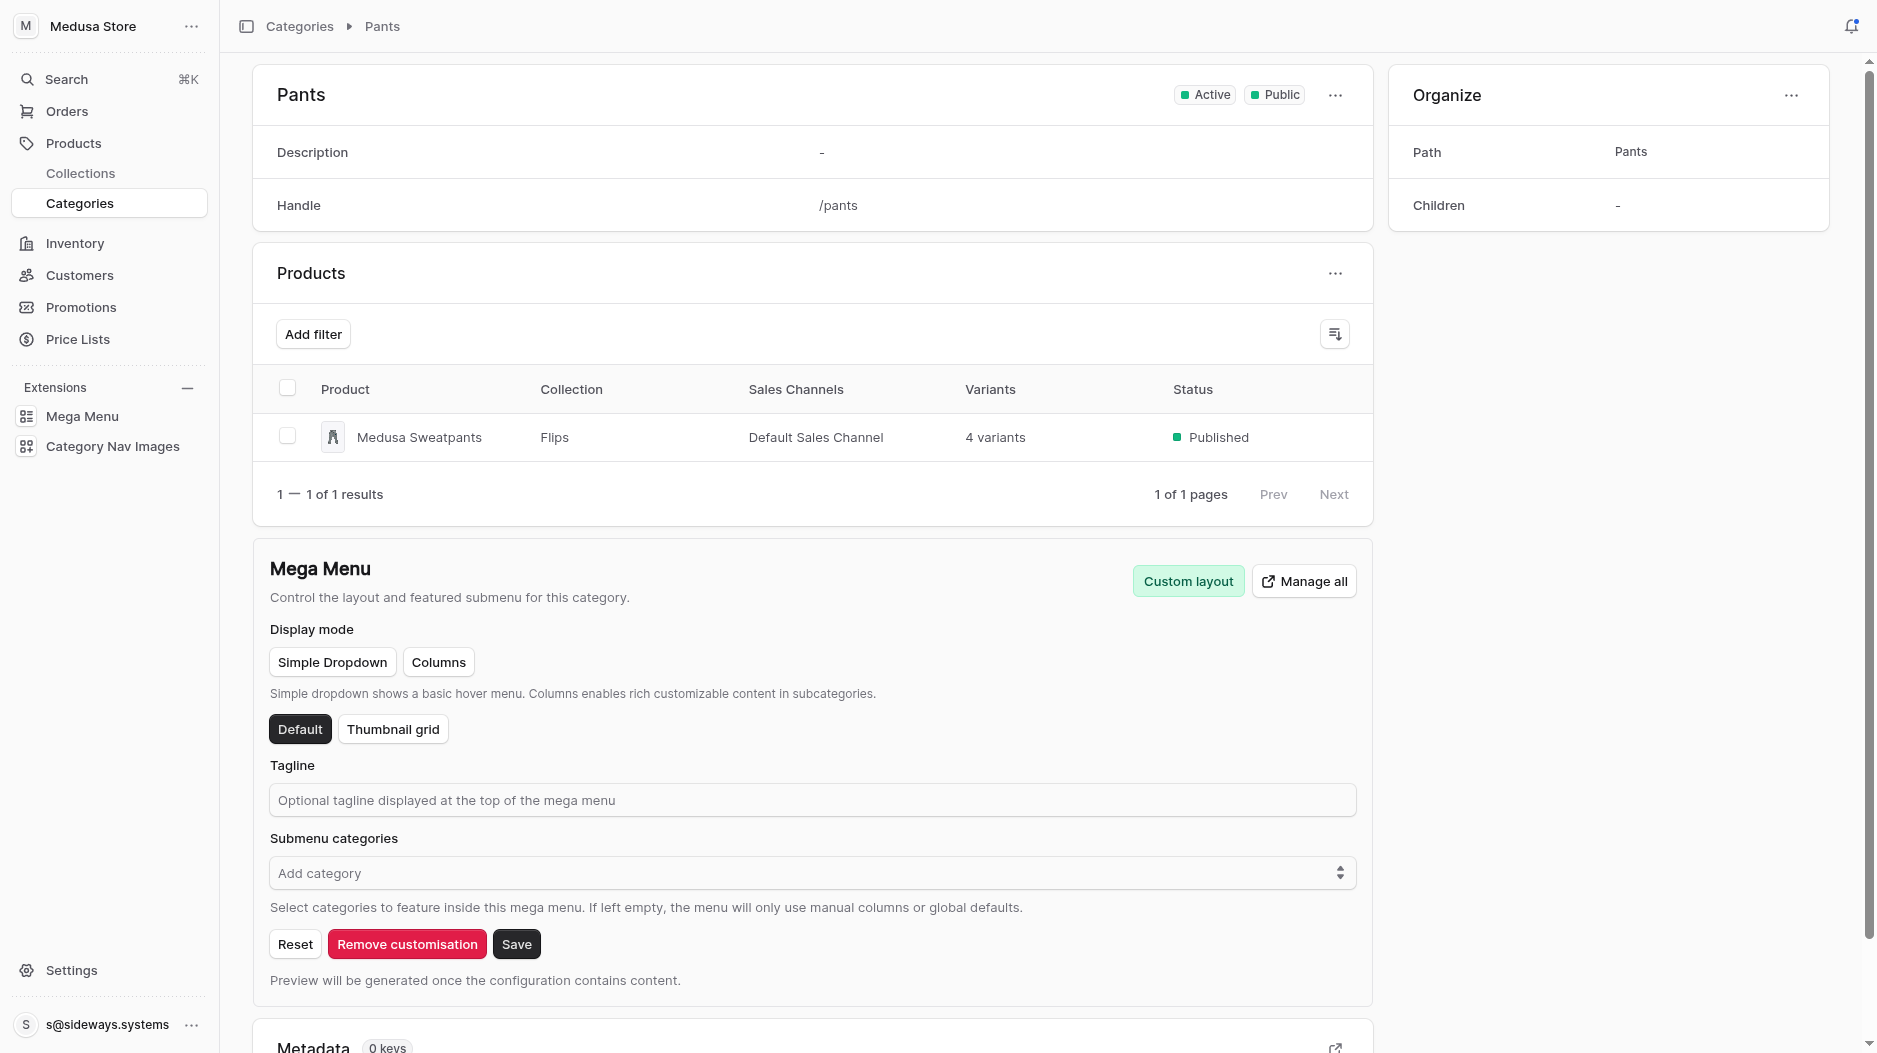 M Medusa Store
Search ⌘K
Orders
Products
Collections
Categories
Inventory
Customers
Promotions
Price Lists
Extensions
Mega Menu
Category Nav Images
Settings
S s@sideways.systems
Categories Pants
Pants Active Public
Description -
Handle /pants
Products
Add filter
Product Collection Sales Channels Variants Status
Medusa Sweatpants Flips Default Sales Channel 4 variants Published
1 — 1 of 1 results 1 of 1 pages Prev Next
Mega Menu
Custom layout Manage all
Control the layout and featured submenu for this category.
Display mode
Simple Dropdown Columns
Simple dropdown shows a basic hover menu. Columns enables rich customizable content in subcategories.
Default Thumbnail grid
Tagline
Optional tagline displayed at the top of the mega menu
Submenu categories
Add category
Select categories to feature inside this mega menu. If left empty, the menu will only use manual columns or global defaults.
Reset Remove customisation Save
Preview will be generated once the configuration contains content.
Metadata 0 keys
Organize
Path Pants
Children -